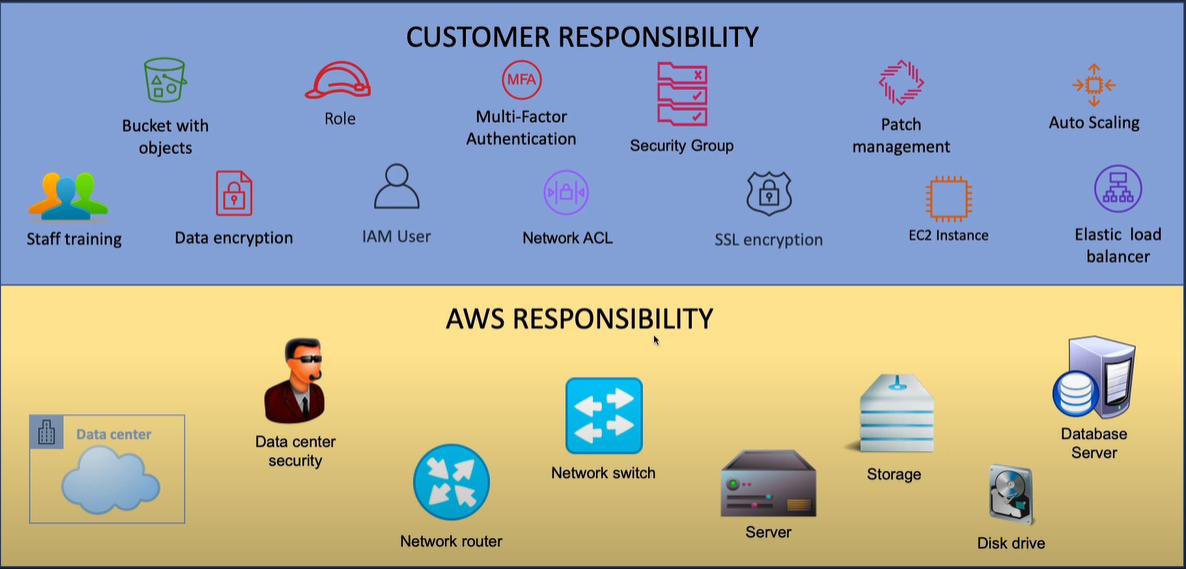 CUSTOMER RESPONSIBILITY
Bucket with
objects
Role
MFA
Multi-Factor
Authentication
Security Group
Patch
management
Auto Scaling
Staff training
Data encryption
IAM User
Network ACL
SSL encryption
EC2 Instance
Elastic load
balancer
AWS RESPONSIBILITY
Data center
Data center
security
Network router
Network switch
Server
Storage
Disk drive
Database
Server